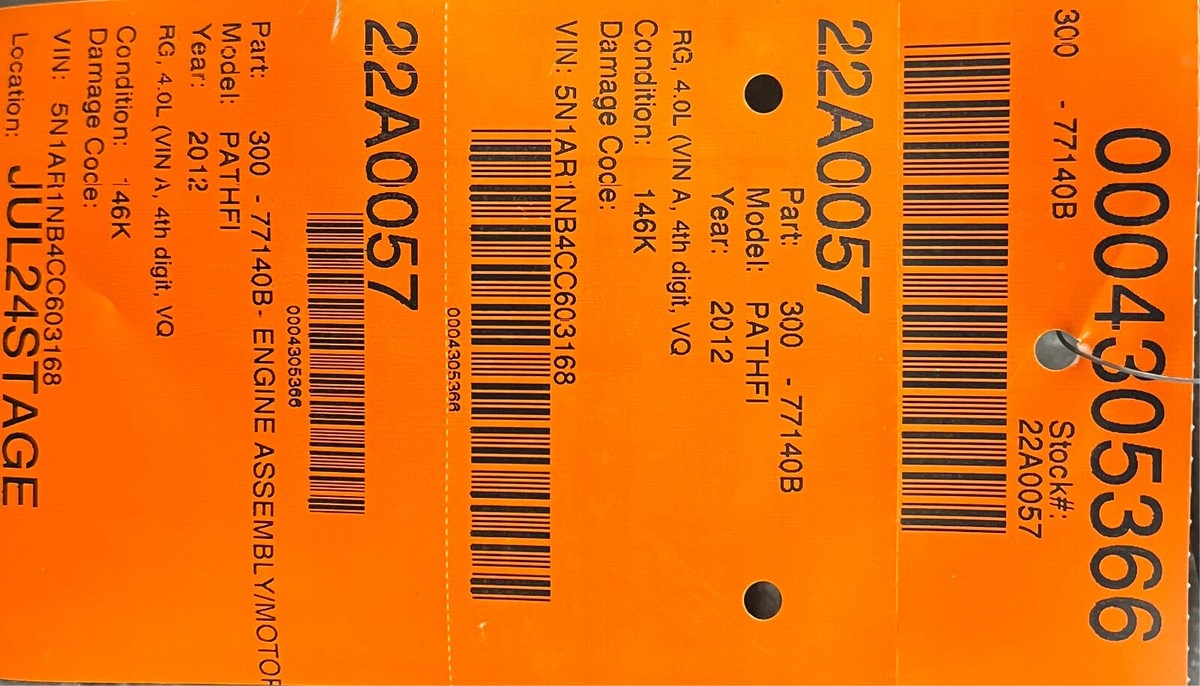 0004305366
300 - 77140B
Stock#:
22A0057
22A0057
Part: 300 - 77140B
Model: PATHFI
Year: 2012
RG, 4.0L (VIN A, 4th digit, VQ
Condition: 146K
Damage Code:
VIN: 5N1AR1NB4CC603168
0004305366
22A0057
0004305366
Part: 300 - 77140B- ENGINE ASSEMBLY/MOTOR
Model: PATHFI
Year: 2012
RG, 4.0L (VIN A, 4th digit, VQ
Condition: 146K
Damage Code:
VIN: 5N1AR1NB4CC603168
Location: JUL24STAGE